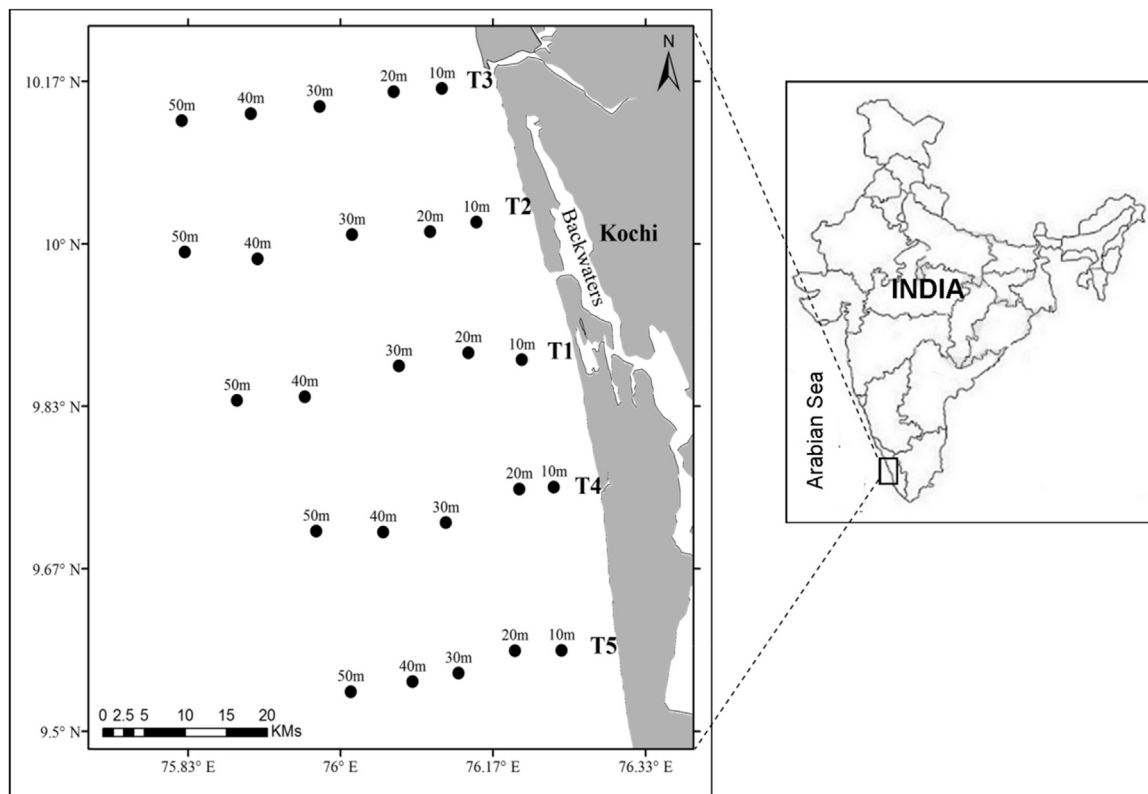 N
10.17° N
50m 40m 30m 20m 10m T3
10° N
50m 40m 30m 20m 10m T2
Backwaters
Kochi
9.83° N
50m 40m 30m 20m 10m T1
50m 40m 30m 20m 10m T4
9.67° N
50m 40m 30m 20m 10m T5
9.5° N
0 2.5 5 10 15 20
KMs
75.83° E 76° E 76.17° E 76.33° E
INDIA
Arabian Sea